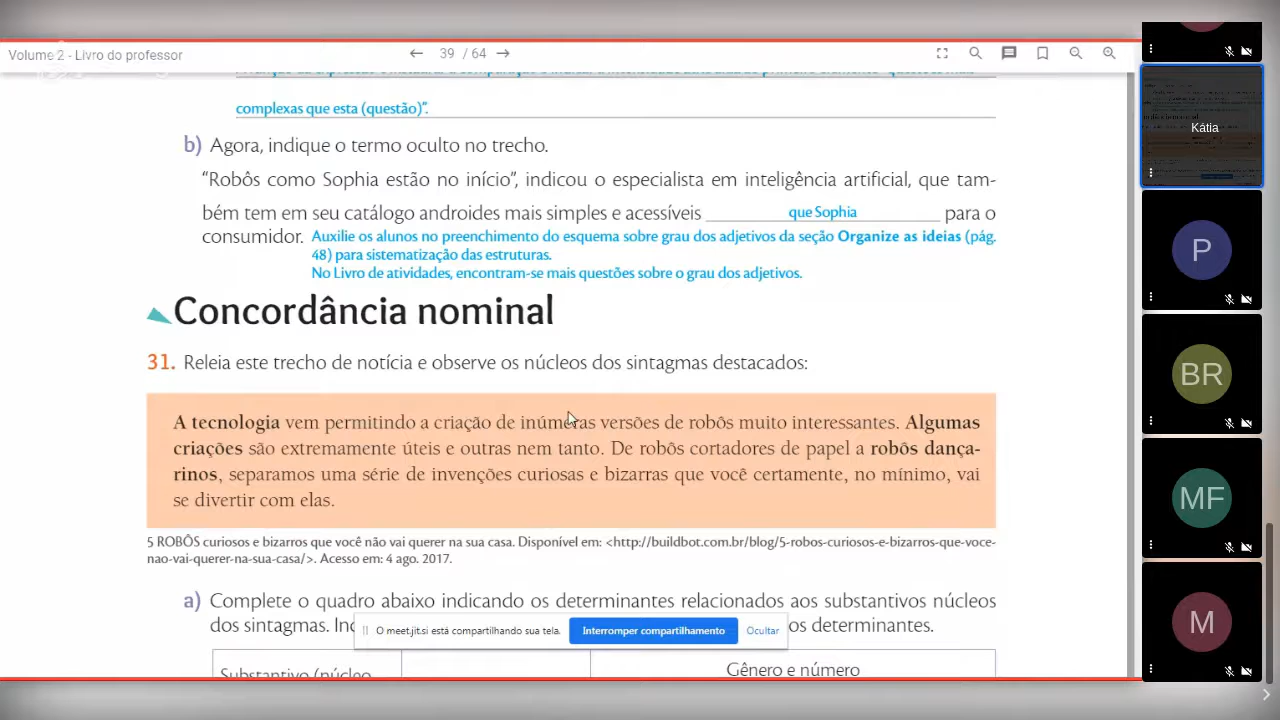 Volume 2 - Livro do professor
39 / 64
complexas que esta (questão)".
b) Agora, indique o termo oculto no trecho.
“Robôs como Sophia estão no início”, indicou o especialista em inteligência artificial, que tam-
bém tem em seu catálogo androides mais simples e acessíveis que Sophia para o
consumidor. Auxilie os alunos no preenchimento do esquema sobre grau dos adjetivos da seção Organize as ideias (pág.
48) para sistematização das estruturas.
No Livro de atividades, encontram-se mais questões sobre o grau dos adjetivos.
Concordância nominal
31. Releia este trecho de notícia e observe os núcleos dos sintagmas destacados:
A tecnologia vem permitindo a criação de inúmeras versões de robôs muito interessantes. Algumas
criações são extremamente úteis e outras nem tanto. De robôs cortadores de papel a robôs dança-
rinos, separamos uma série de invenções curiosas e bizarras que você certamente, no mínimo, vai
se divertir com elas.
5 ROBÔS curiosos e bizarros que você não vai querer na sua casa. Disponível em: <http://buildbot.com.br/blog/5-robos-curiosos-e-bizarros-que-voce-
nao-vai-querer-na-sua-casa/>. Acesso em: 4 ago. 2017.
a) Complete o quadro abaixo indicando os determinantes relacionados aos substantivos núcleos
dos sintagmas. os determinantes.
O meet.jit.si está compartilhando sua tela. Interromper compartilhamento Ocultar
Substantivo (núcleo
Gênero e número
Kátia
P
BR
MF
M